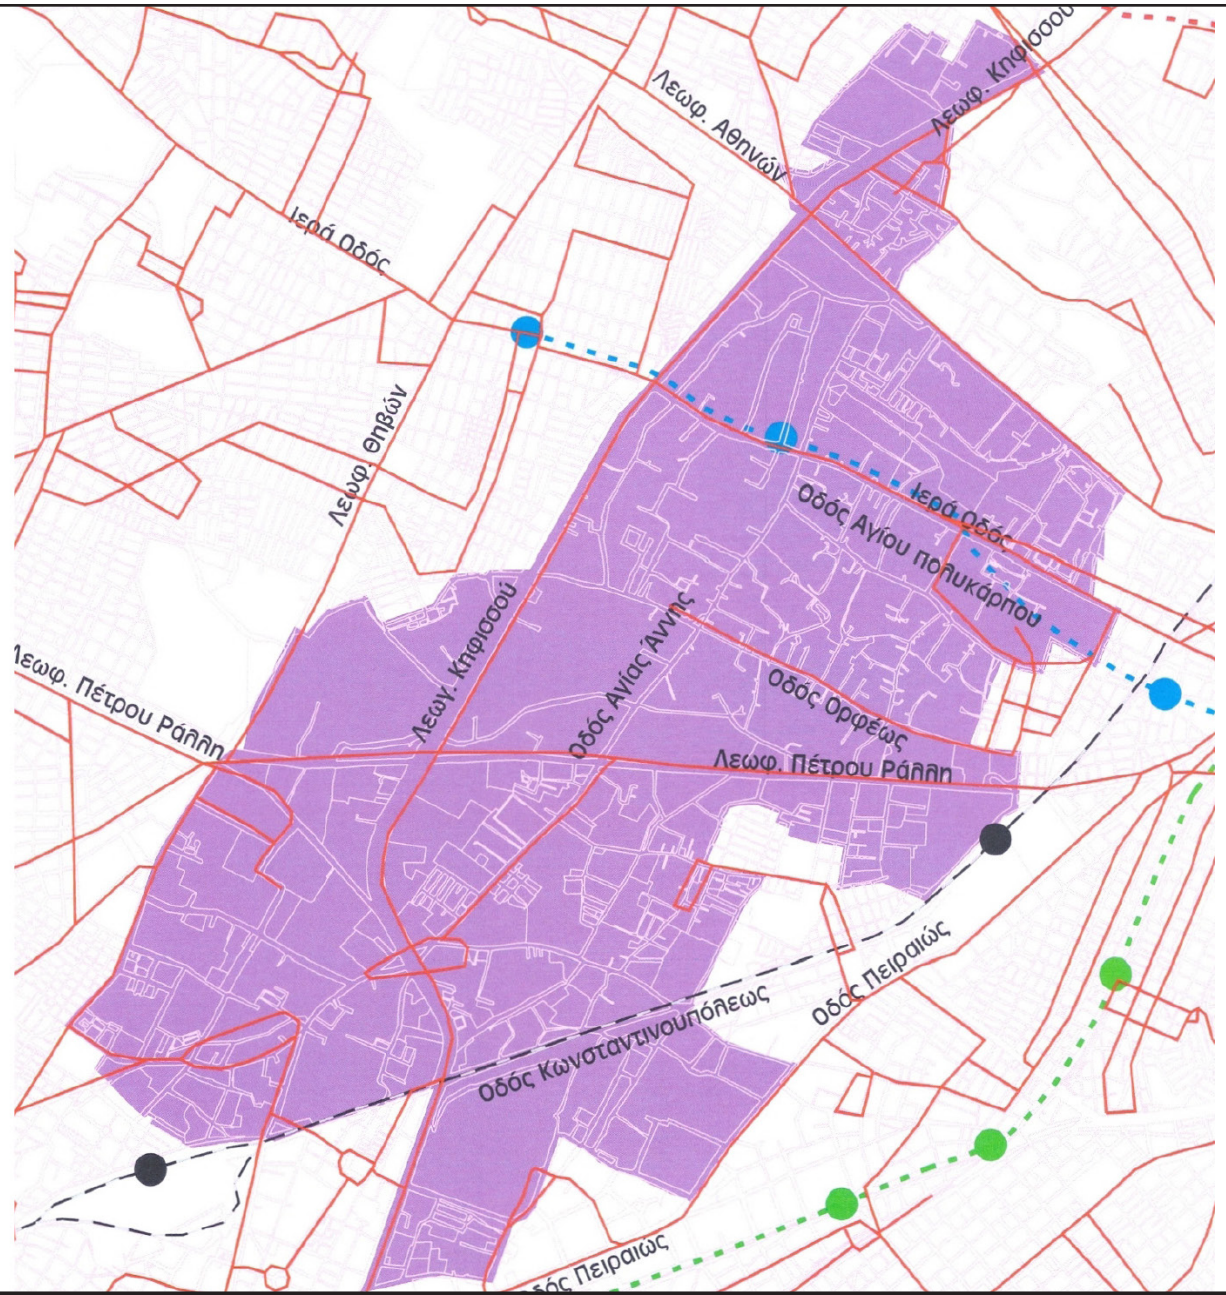 Λεωφ. Κηφισσού
Λεωφ. Αθηνών
Ιερά Οδός
Λεωφ. Θηβών
Ιερά Οδός
Οδός Αγίου Πολυκάρπου
Λεωγ. Κηφισσού
Οδός Αγίας Άννης
Λεωφ. Πέτρου Ράλλη
Οδός Ορφέως
Λεωφ. Πέτρου Ράλλη
Οδός Πειραιώς
Οδός Κωνσταντινουπόλεως
Οδός Πειραιώς